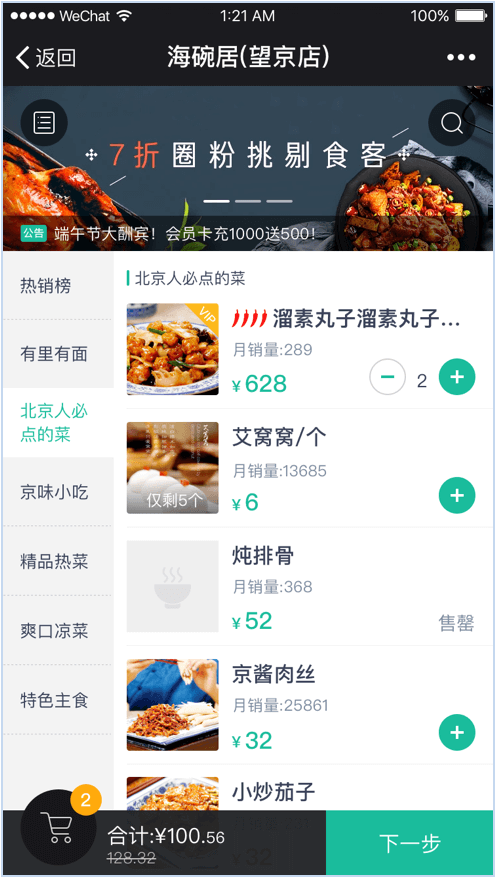 WeChat 1:21 AM 100%
返回 海碗居(望京店)
7折圈粉挑剔食客
公告 端午节大酬宾！会员卡充1000送500！
热销榜
有里有面
北京人必
点的菜
京味小吃
精品热菜
爽口凉菜
特色主食
北京人必点的菜
VIP
溜素丸子溜素丸子...
月销量:289
¥628
2
艾窝窝/个
月销量:13685
仅剩5个
¥6
炖排骨
月销量:368
¥52
售罄
京酱肉丝
月销量:25861
¥32
小炒茄子
32
2
合计:¥100.56
128.32
下一步